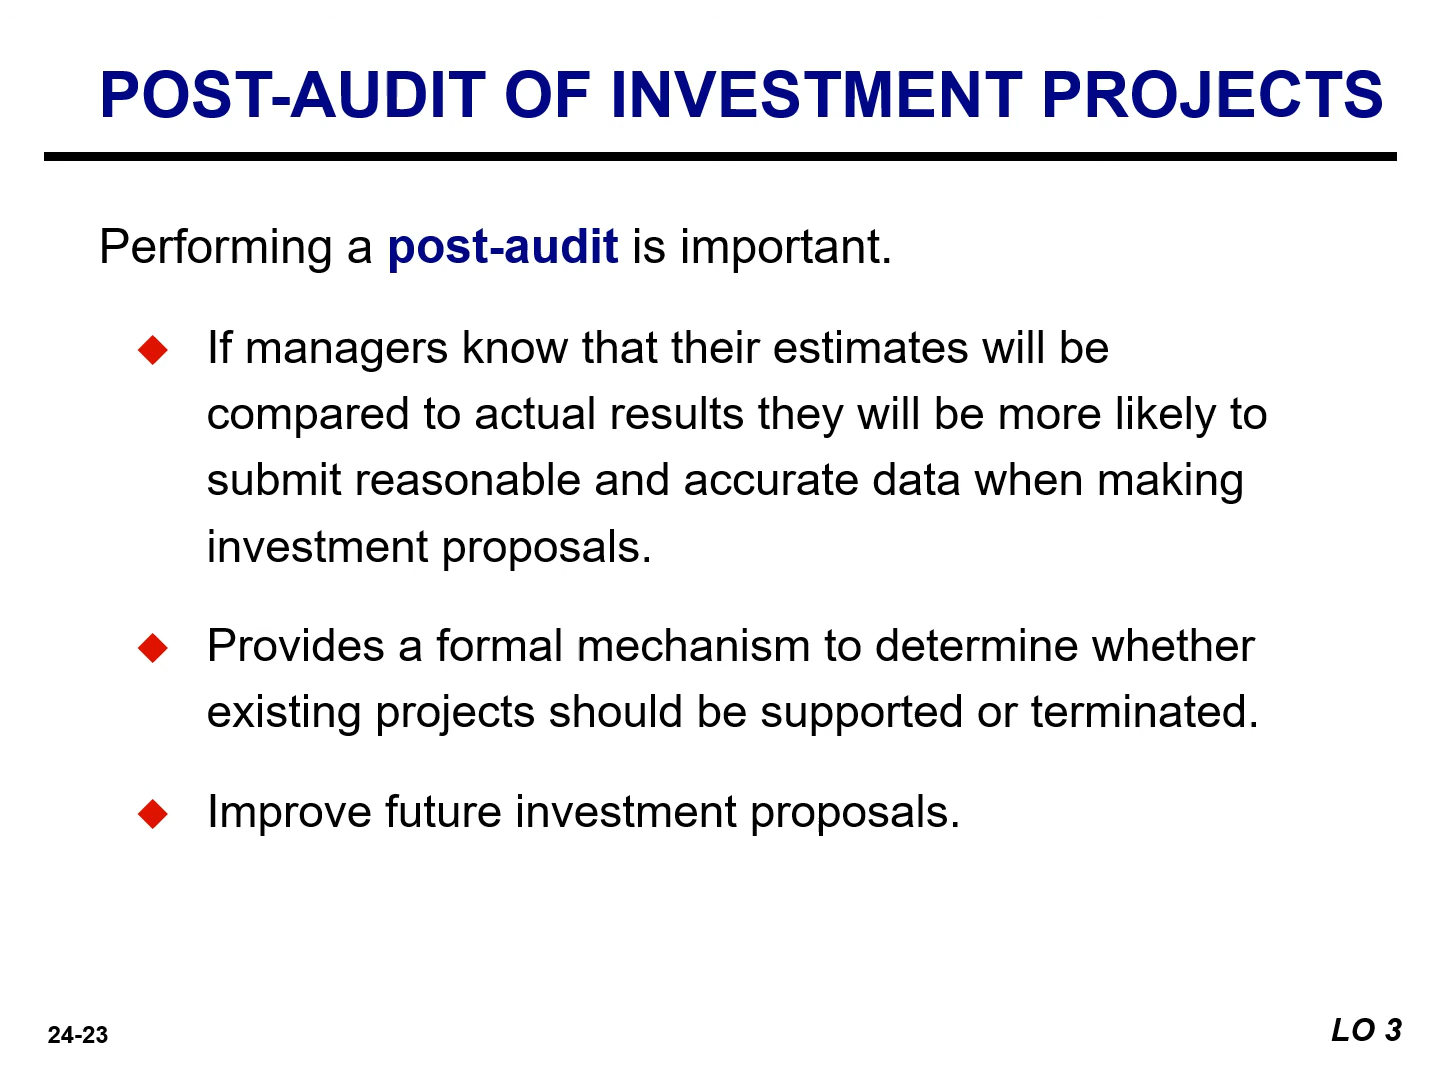 POST-AUDIT OF INVESTMENT PROJECTS
Performing a post-audit is important.
If managers know that their estimates will be
compared to actual results they will be more likely to
submit reasonable and accurate data when making
investment proposals.
Provides a formal mechanism to determine whether
existing projects should be supported or terminated.
Improve future investment proposals.
24-23
LO 3